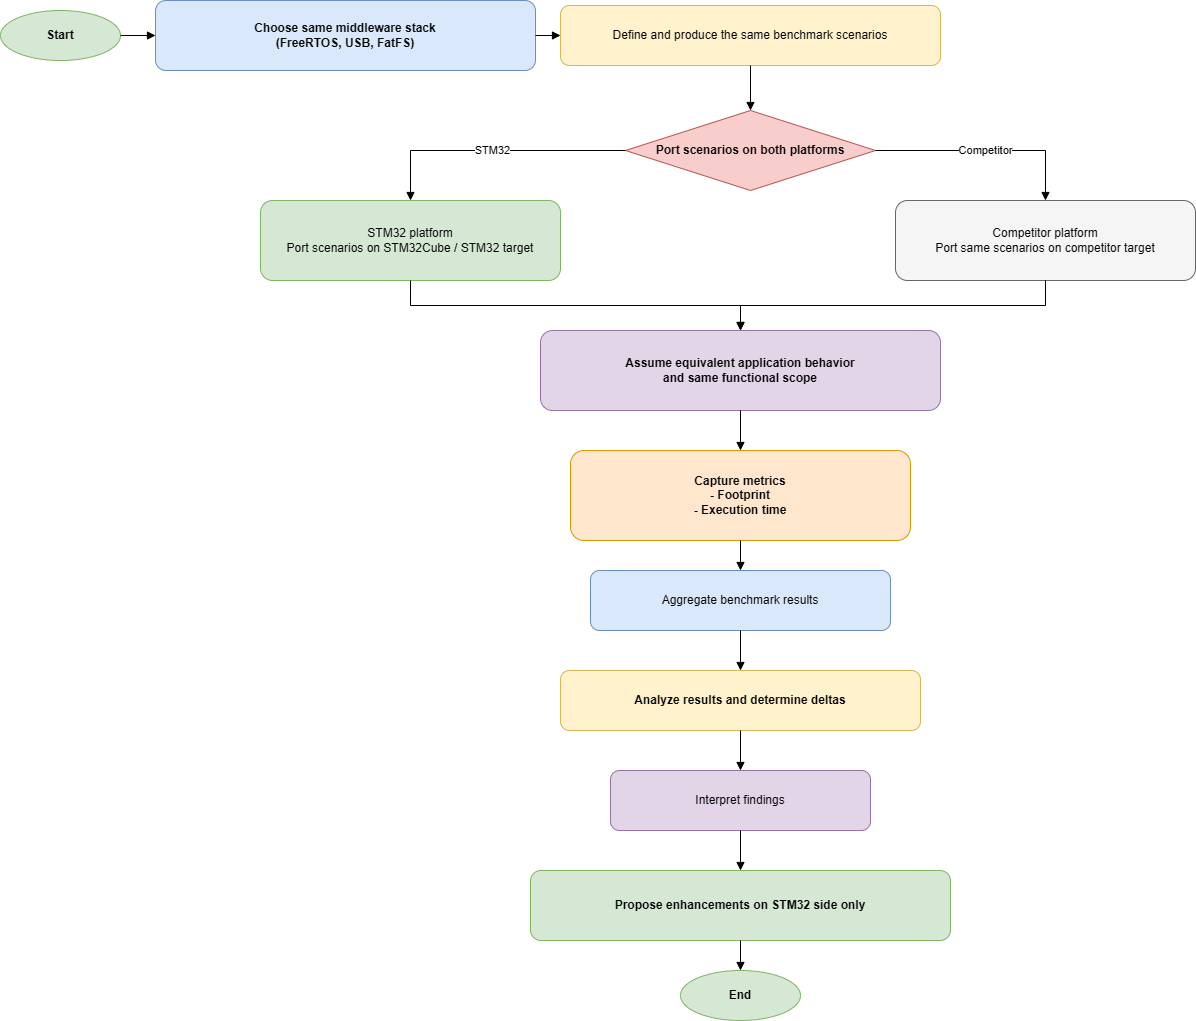 Start
Choose same middleware stack
(FreeRTOS, USB, FatFS)
Define and produce the same benchmark scenarios
Port scenarios on both platforms
STM32
Competitor
STM32 platform
Port scenarios on STM32Cube / STM32 target
Competitor platform
Port same scenarios on competitor target
Assume equivalent application behavior
and same functional scope
Capture metrics
- Footprint
- Execution time
Aggregate benchmark results
Analyze results and determine deltas
Interpret findings
Propose enhancements on STM32 side only
End